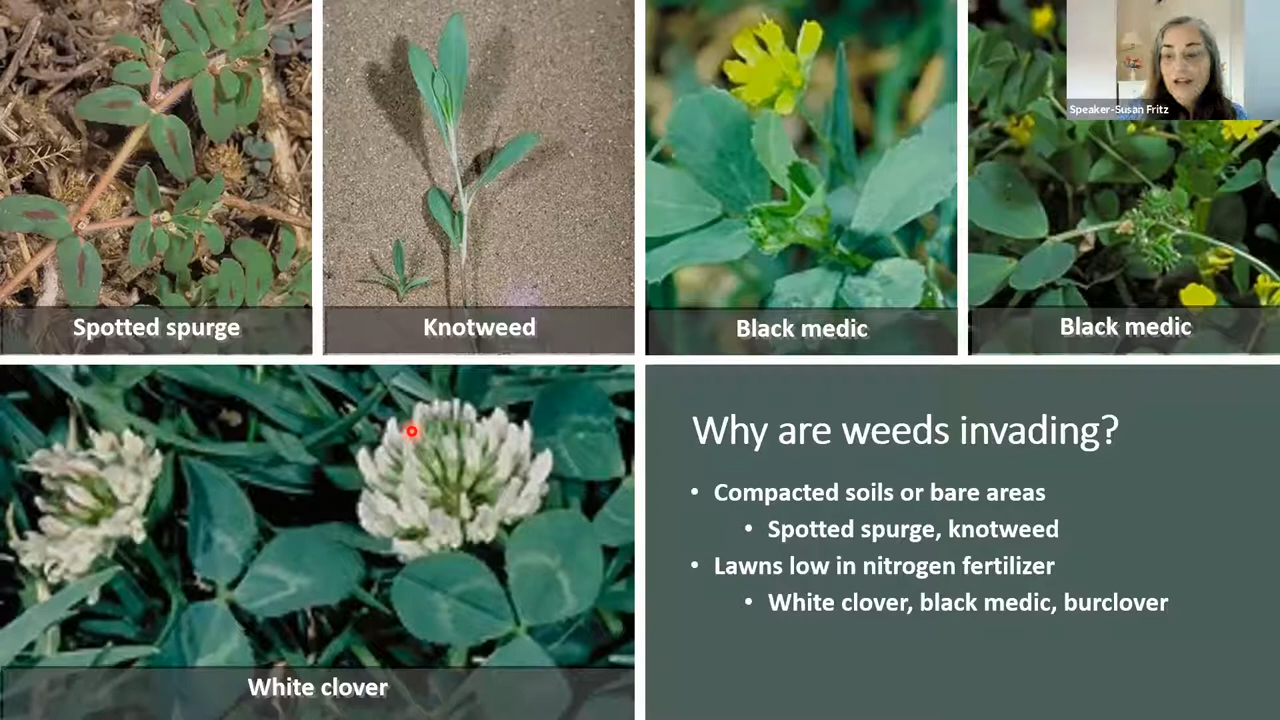 Speaker-Susan Fritz
Spotted spurge
Knotweed
Black medic
Black medic
White clover
Why are weeds invading?
• Compacted soils or bare areas
• Spotted spurge, knotweed
• Lawns low in nitrogen fertilizer
• White clover, black medic, burclover